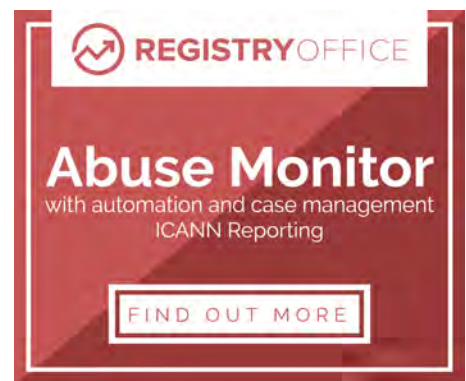 REGISTRYOFFICE
Abuse Monitor
with automation and case management
ICANN Reporting
FIND OUT MORE